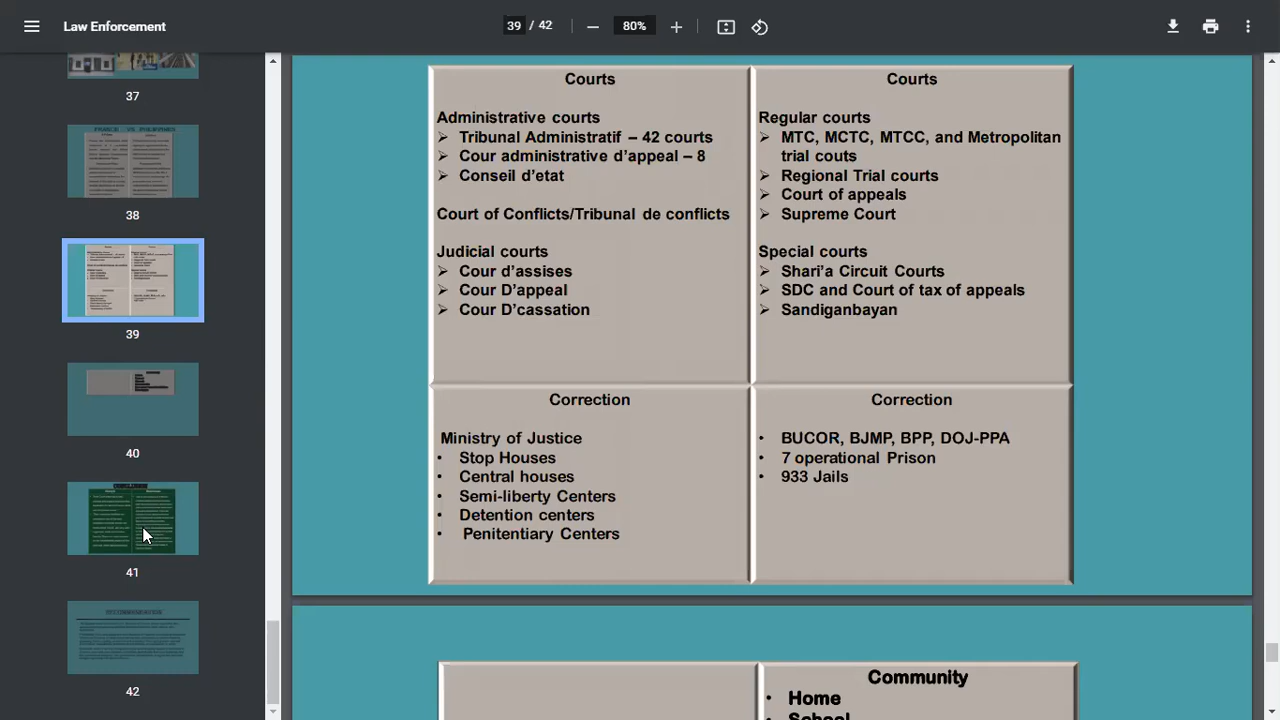 Law Enforcement
39 / 42
80%
37
38
39
40
41
42
Courts
Administrative courts
Tribunal Administratif – 42 courts
Cour administrative d'appeal – 8
Conseil d'etat
Court of Conflicts/Tribunal de conflicts
Judicial courts
Cour d'assises
Cour D'appeal
Cour D'cassation
Courts
Regular courts
MTC, MCTC, MTCC, and Metropolitan
trial couts
Regional Trial courts
Court of appeals
Supreme Court
Special courts
Shari'a Circuit Courts
SDC and Court of tax of appeals
Sandiganbayan
Correction
Ministry of Justice
Stop Houses
Central houses
Semi-liberty Centers
Detention centers
Penitentiary Centers
Correction
BUCOR, BJMP, BPP, DOJ-PPA
7 operational Prison
933 Jails
Community
Home
School